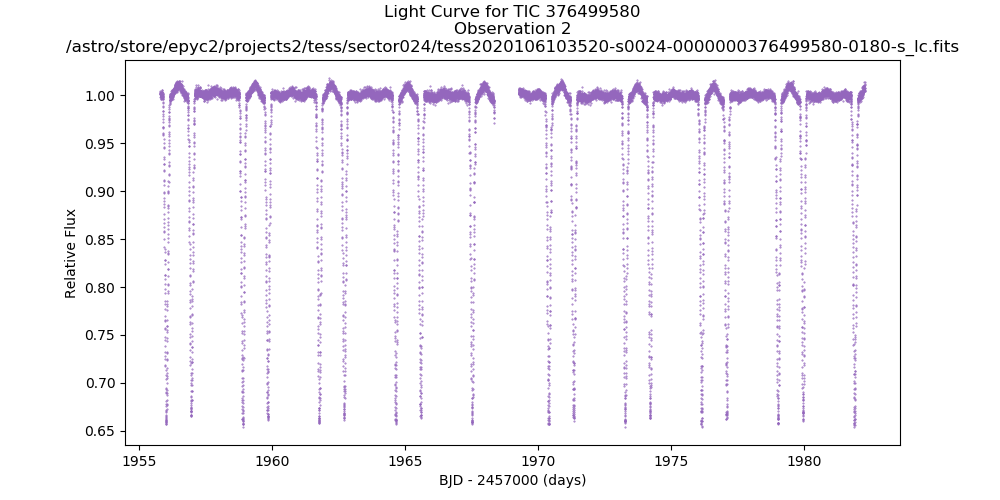 Light Curve for TIC 376499580
Observation 2
/astro/store/epyc2/projects2/tess/sector024/tess2020106103520-s0024-0000000376499580-0180-s_lc.fits
1.00
0.95
0.90
0.85
0.80
0.75
0.70
0.65
Relative Flux
1955 1960 1965 1970 1975 1980
BJD - 2457000 (days)